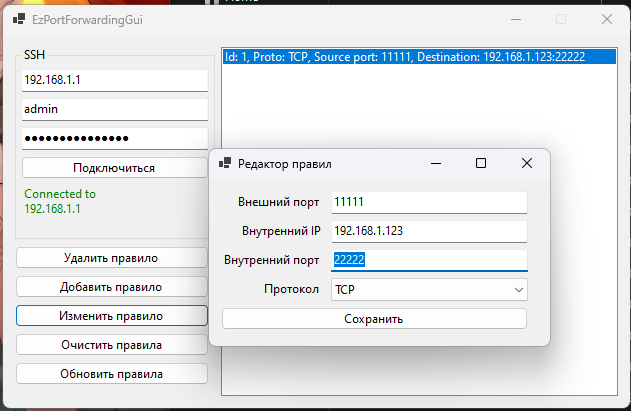 EzPortForwardingGui
SSH
192.168.1.1
admin
●●●●●●●●●●●●●●●
Подключиться
Connected to
192.168.1.1
Удалить правило
Добавить правило
Изменить правило
Очистить правила
Обновить правила
Id: 1, Proto: TCP, Source port: 11111, Destination: 192.168.1.123:22222
Редактор правил
Внешний порт 11111
Внутренний IP 192.168.1.123
Внутренний порт 22222
Протокол TCP
Сохранить